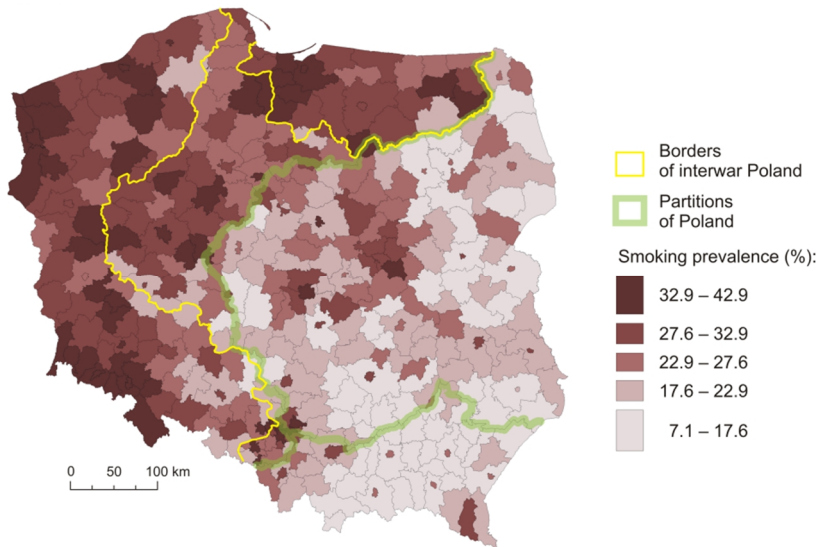 Borders
of interwar Poland
Partitions
of Poland
Smoking prevalence (%):
32.9 – 42.9
27.6 – 32.9
22.9 – 27.6
17.6 – 22.9
7.1 – 17.6
0 50 100 km